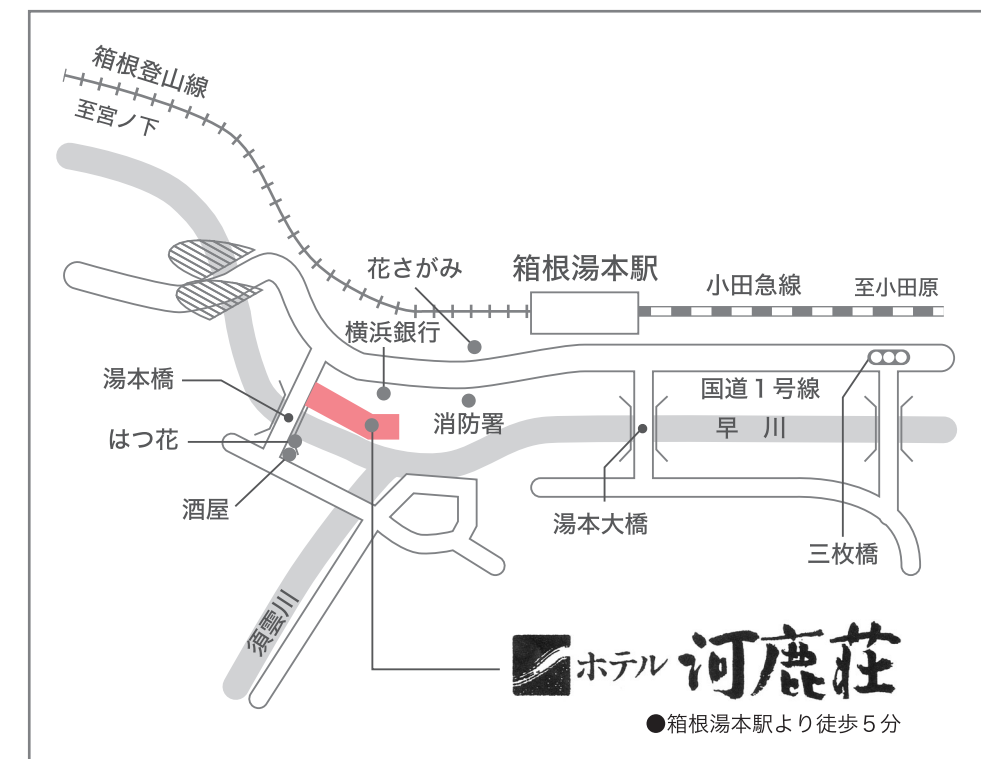 箱根登山線
至宮ノ下
花さがみ
箱根湯本駅
小田急線
至小田原
横浜銀行
湯本橋
国道1号線
消防署
早川
はつ花
酒屋
湯本大橋
三枚橋
須雲川
ホテル 河鹿荘
●箱根湯本駅より徒歩5分